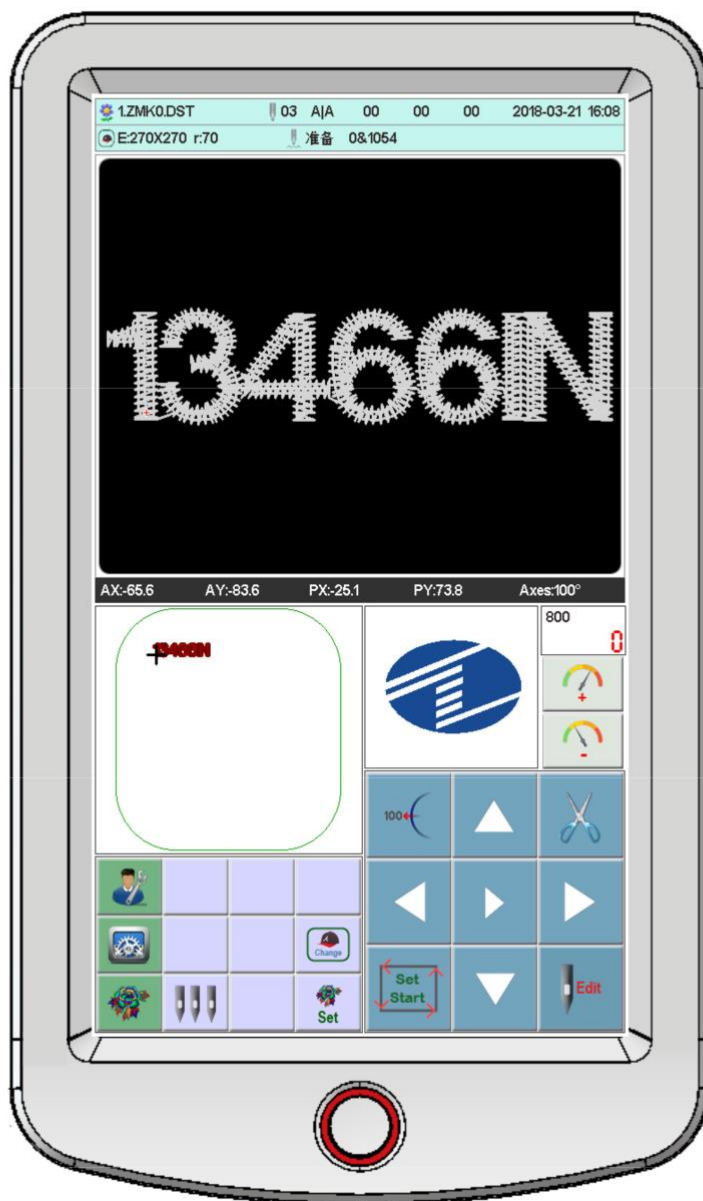 1.ZMK0.DST 03 A|A 00 00 00 2018-03-21 16:08
E:270X270 r:70 准备 0&1054
13466IN
AX:-65.6 AY:-83.6 PX:-25.1 PY:73.8 Axes:100°
13466IN
800
0
+
-
100
Change
Set
Start
Edit
Set